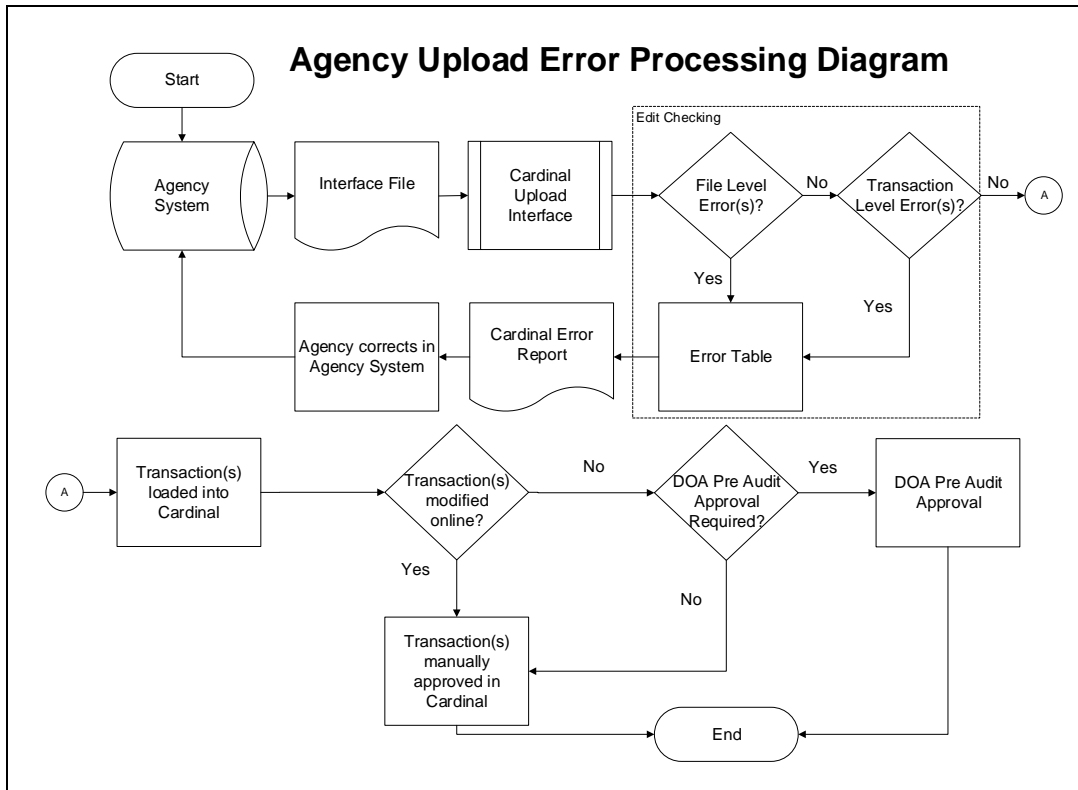 Agency Upload Error Processing Diagram
Start
Edit Checking
Agency
System
Interface File
Cardinal
Upload
Interface
File Level
Error(s)?
No
Transaction
Level Error(s)?
No
A
Yes
Yes
Agency corrects in
Agency System
Cardinal Error
Report
Error Table
A
Transaction(s)
loaded into
Cardinal
Transaction(s)
modified
online?
No
DOA Pre Audit
Approval
Required?
Yes
DOA Pre Audit
Approval
Yes
No
Transaction(s)
manually
approved in
Cardinal
End